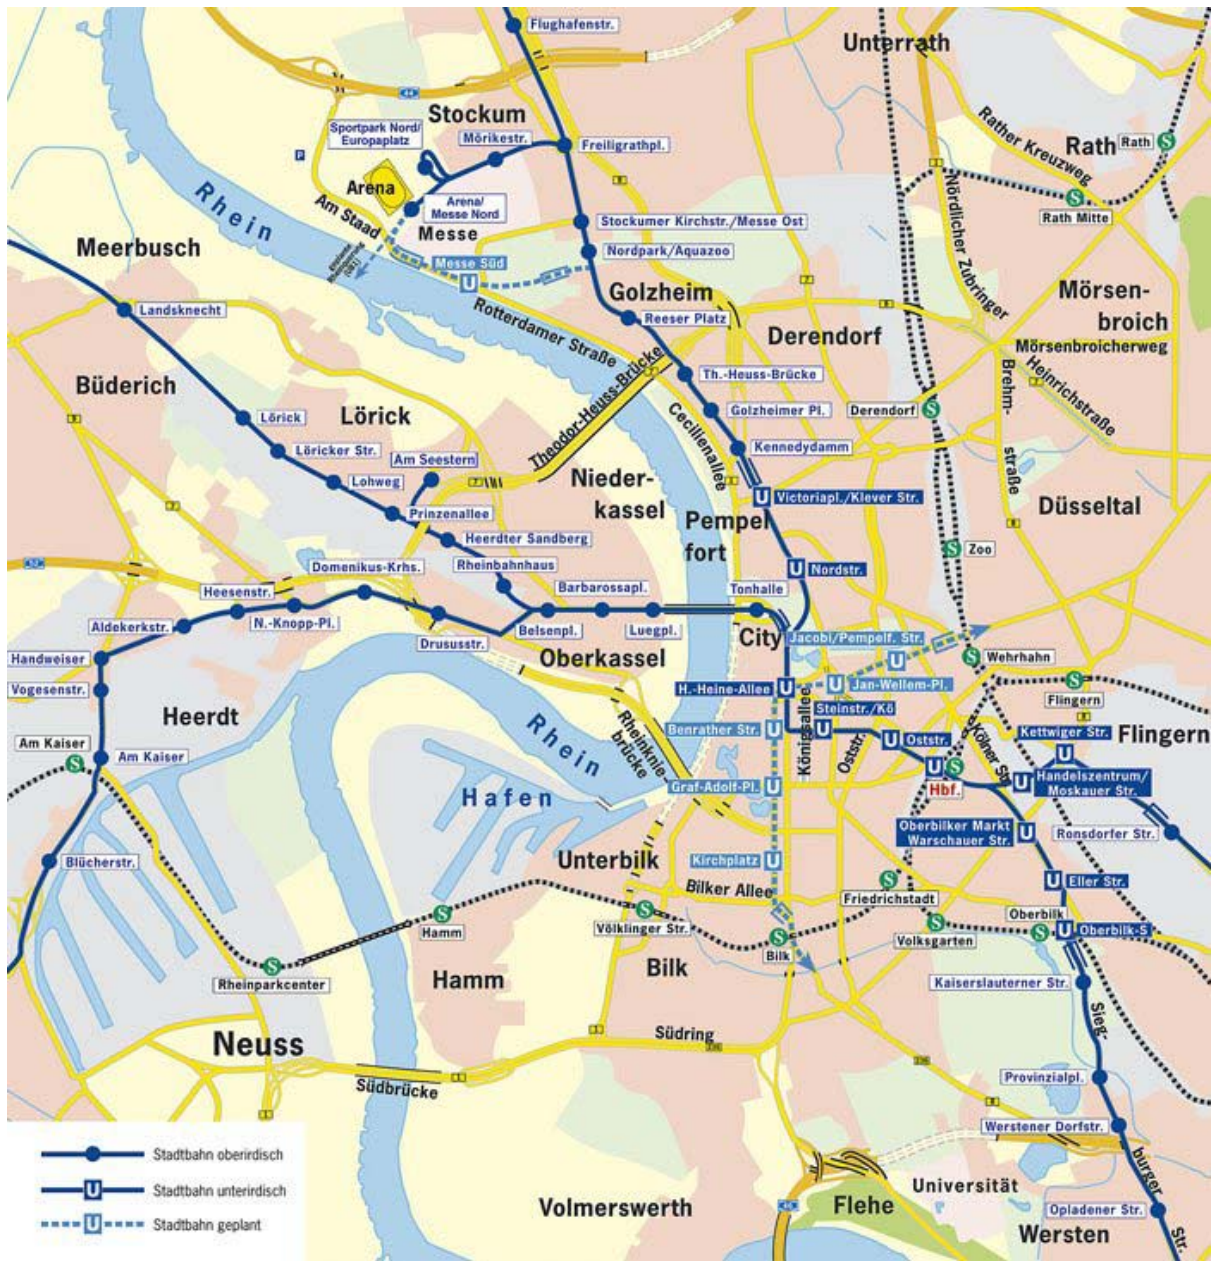 Flughafenstr.
Unterrath
44
Stockum
Sportpark Nord/
Europaplatz
Mörikestr.
Freiligrathpl.
Rather Kreuzweg
Rath
Rath
S
P
Arena
Arena/
Messe Nord
Rhein
Am Staad
Messe
Stockumer Kirchstr./Messe Ost
Nördlicher Zubringer
S
Rath Mitte
Meerbusch
Messe Süd
U
Nordpark/Aquazoo
Landsknecht
Rotterdamer Straße
Golzheim
Reeser Platz
Derendorf
Mörsen-
broich
Mörsenbroicherweg
Büderich
Lörick
Lörick
Theodor-Heuss-Brücke
Th.-Heuss-Brücke
Golzheimer Pl.
Cecilienallee
Kennedydamm
Derendorf
S
Brehm-
straße
Heinrichstraße
Löricker Str.
Am Seestern
Lohweg
Prinzenallee
Nieder-
kassel
U
Victoriapl./Klever Str.
Düsseltal
Pempel
fort
Heerdter Sandberg
Domenikus-Krhs.
Rheinbahnhaus
S
Zoo
Heesenstr.
Barbarossapl.
Tonhalle
U
Nordstr.
Aldekerkstr.
N.-Knopp-Pl.
Drususstr.
Belsenpl.
Luegpl.
City
Jacobi/Pempelf. Str.
U
Handweiser
Oberkassel
S
Wehrhahn
Vogesenstr.
H.-Heine-Allee
U
U
Jan-Wellem-Pl.
S
Flingern
Heerdt
Rhein
Rheinknie-
brücke
Benrather Str.
U
Königsallee
Steinstr./Kö
U
Oststr.
U
Oststr.
Kölner Str.
Kettwiger Str.
U
Flingern
Am Kaiser
S
Am Kaiser
Hafen
Graf-Adolf-Pl.
U
U
S
Hbf.
U
Handelszentrum/
Moskauer Str.
Oberbilker Markt
Warschauer Str.
U
Ronsdorfer Str.
Blücherstr.
Unterbilk
Kirchplatz
U
Bilker Allee
S
Friedrichstadt
U
Eller Str.
S
Hamm
S
Völklinger Str.
S
Bilk
S
Volksgarten
Oberbilk
S
U
Oberbilk-S
S
Rheinparkcenter
Hamm
Bilk
Kaiserslauterner Str.
Sieg-
Neuss
Südring
Südbrücke
Provinzialpl.
Werstener Dorfstr.
burger
Stadtbahn oberirdisch
U
Stadtbahn unterirdisch
U
Stadtbahn geplant
Volmerswerth
Flehe
Universität
Opladener Str.
Wersten
Str.